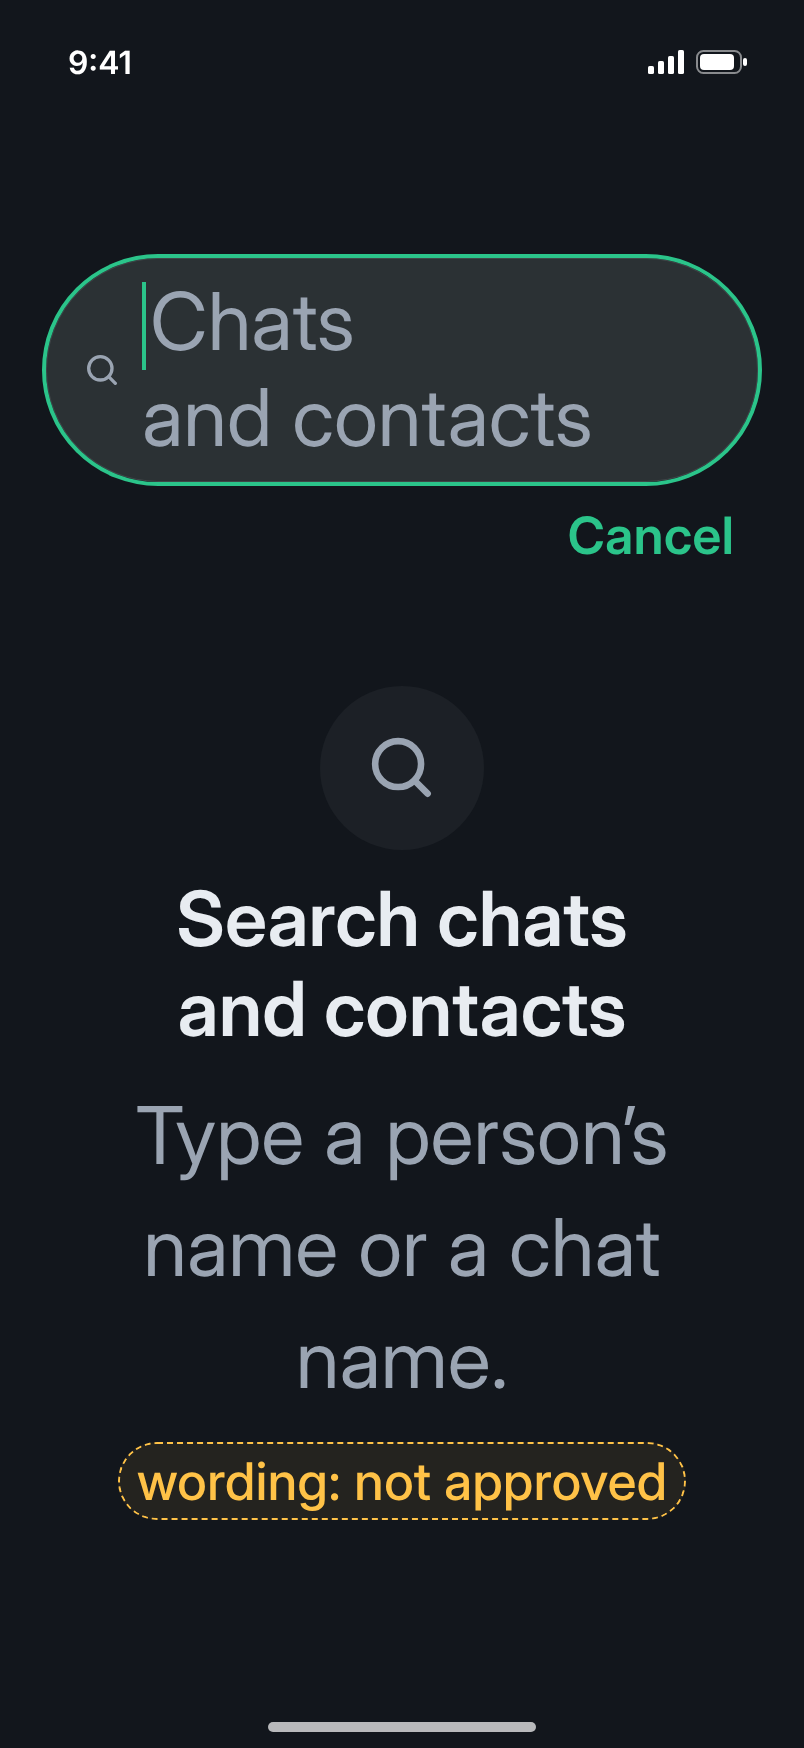 9:41
Chats
and contacts
Cancel
Search chats
and contacts
Type a person’s
name or a chat
name.
wording: not approved